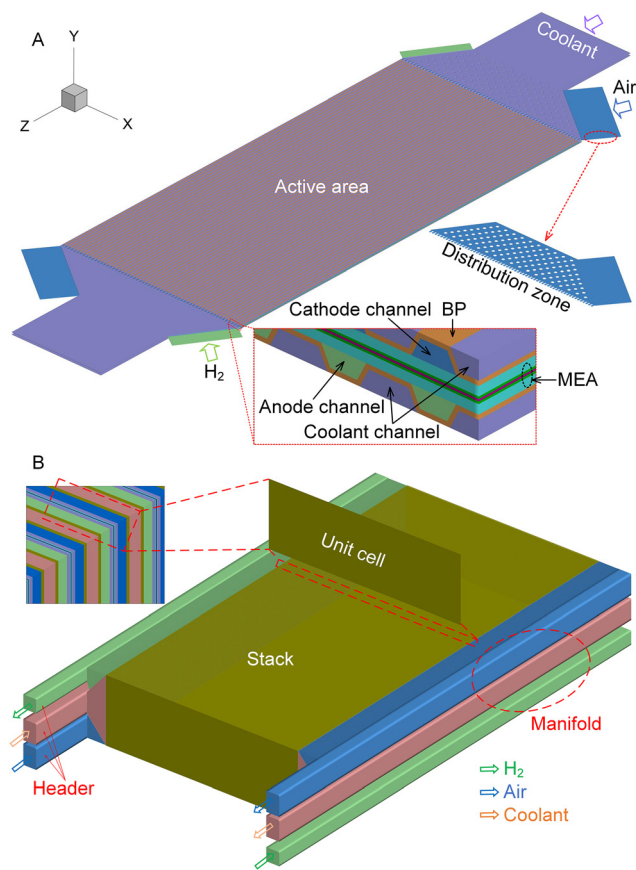 A
Y
Z
X
Coolant
Air
Active area
Distribution zone
Cathode channel
BP
H2
Anode channel
MEA
Coolant channel
B
Unit cell
Stack
Manifold
Header
H2
Air
Coolant